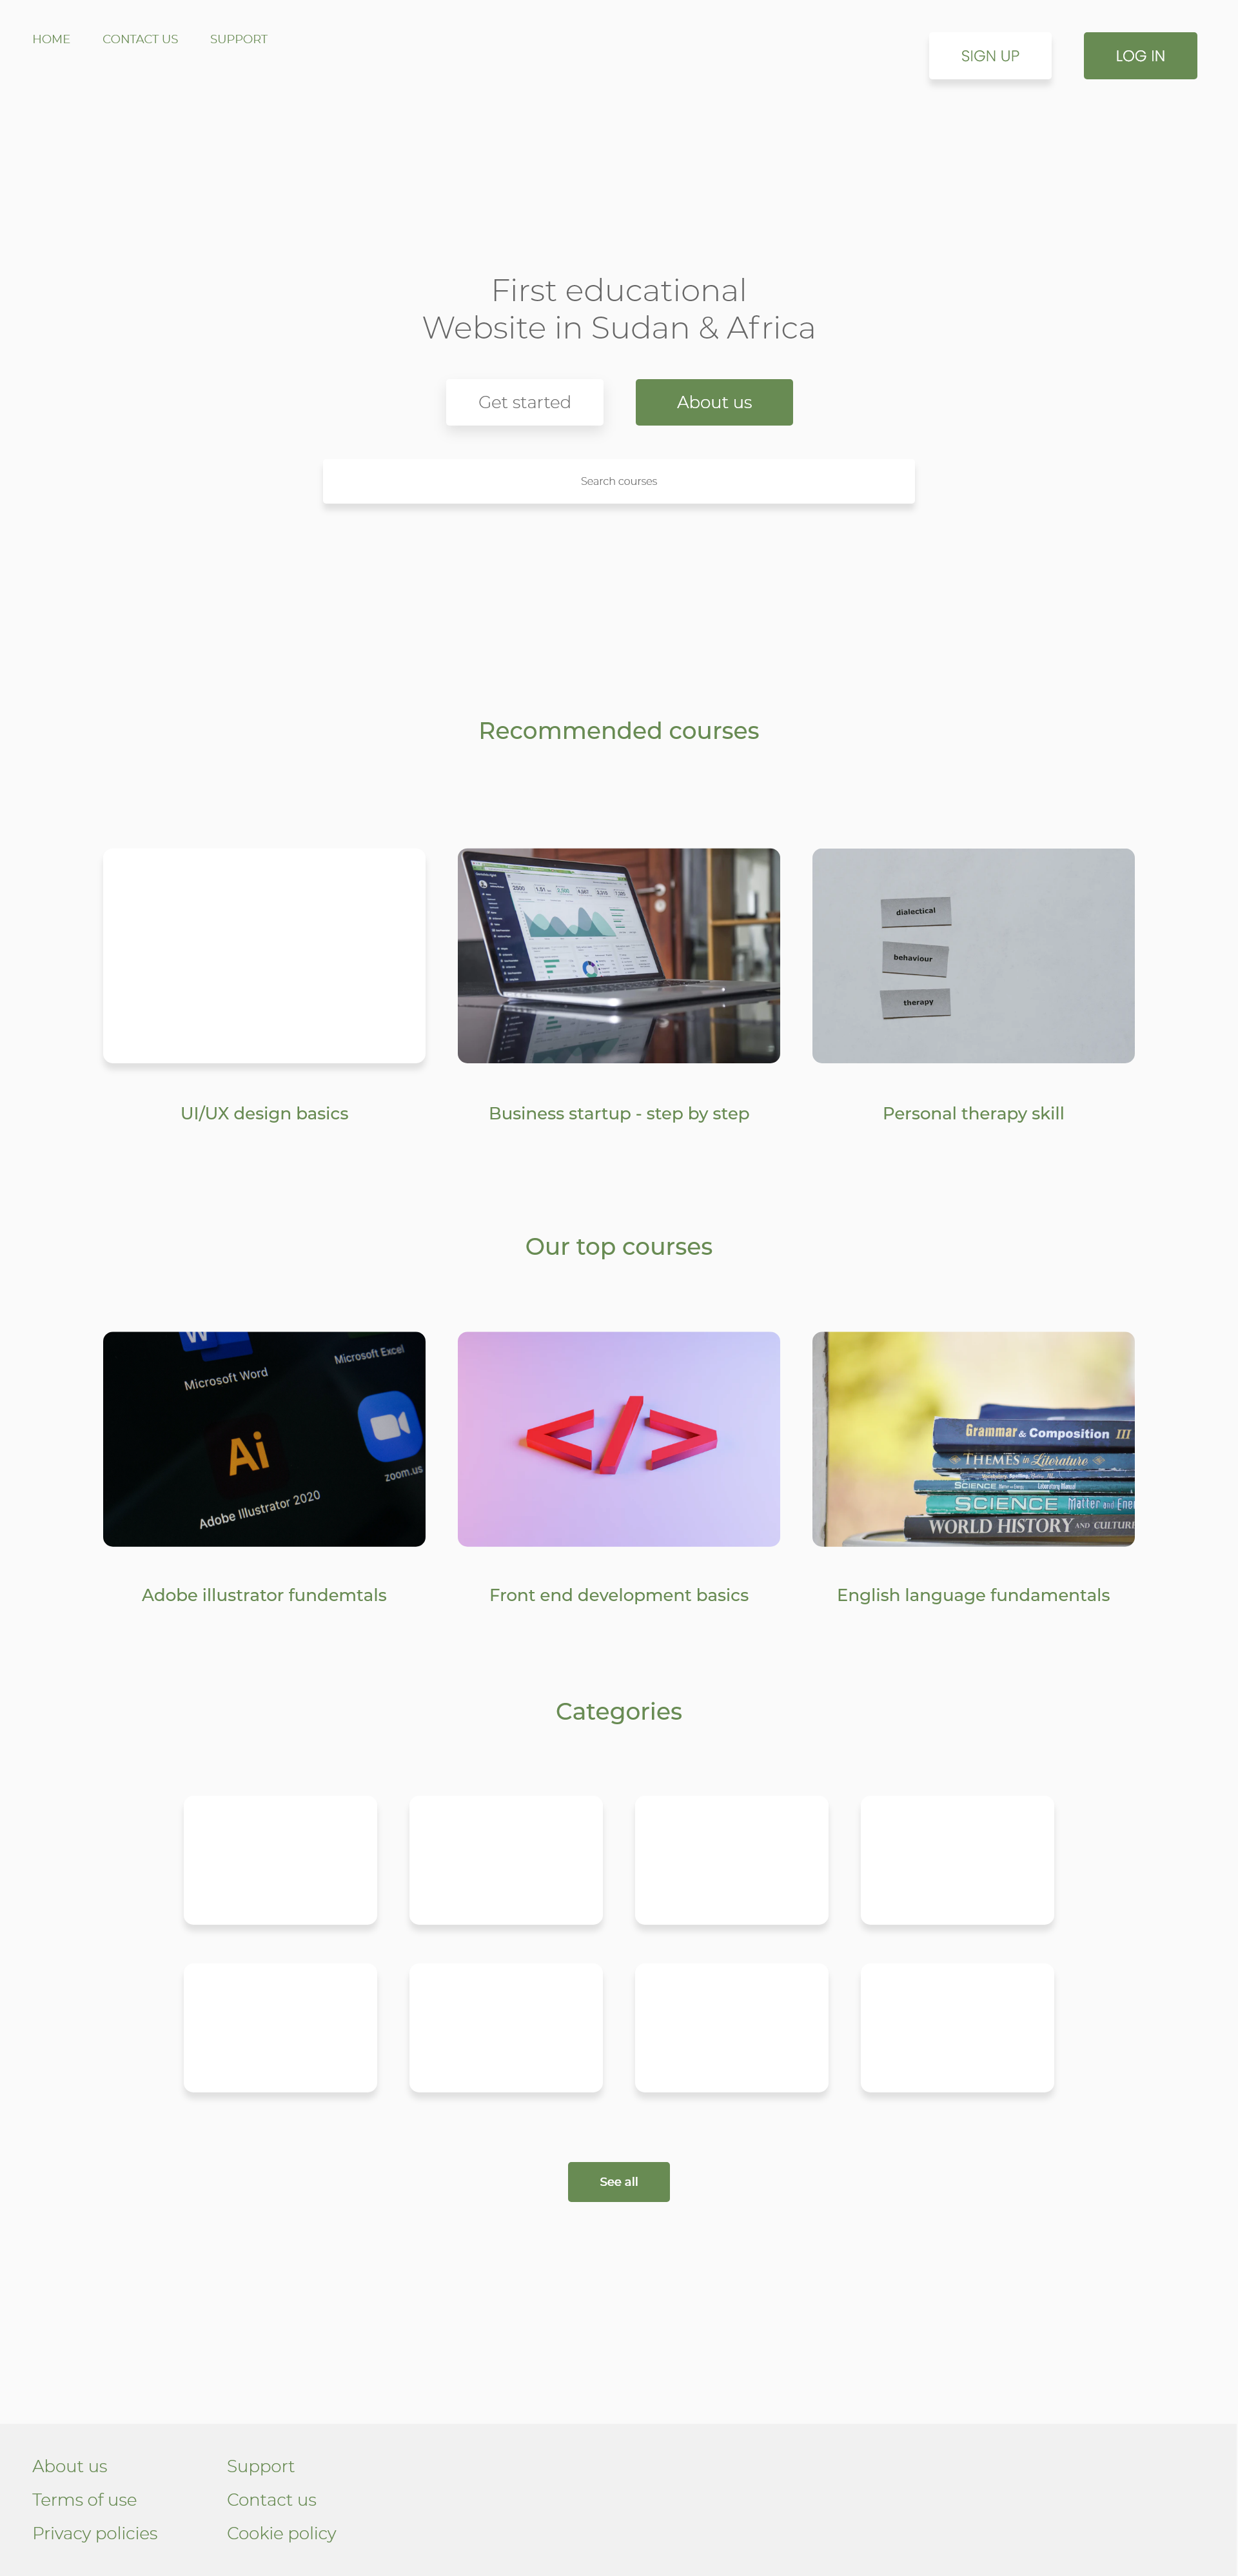 HOME
CONTACT US
SUPPORT
SIGN UP
LOG IN
First educational
Website in Sudan & Africa
Get started
About us
Search courses
Recommended courses
dialectical
behaviour
therapy
UI/UX design basics
Business startup - step by step
Personal therapy skill
Our top courses
Microsoft Word
Microsoft Excel
Ai
zoom.us
Adobe Illustrator 2020
</>
Grammar & Composition III
THEMES in Literature
SCIENCE
SCIENCE Matter and Ener
WORLD HISTORY AND CULTURE
Adobe illustrator fundemtals
Front end development basics
English language fundamentals
Categories
See all
About us
Support
Terms of use
Contact us
Privacy policies
Cookie policy